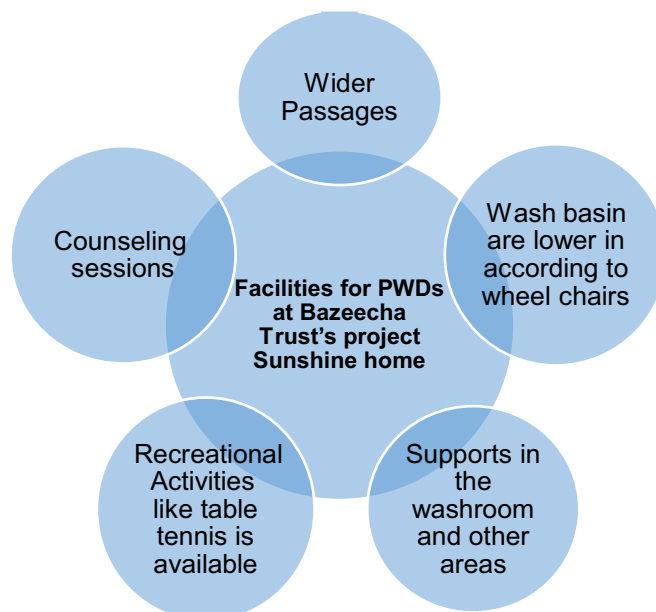 Wider
Passages
Counseling
sessions
Wash basin
are lower in
according to
wheel chairs
Facilities for PWDs
at Bazeecha
Trust's project
Sunshine home
Recreational
Activities
like table
tennis is
available
Supports in
the
washroom
and other
areas